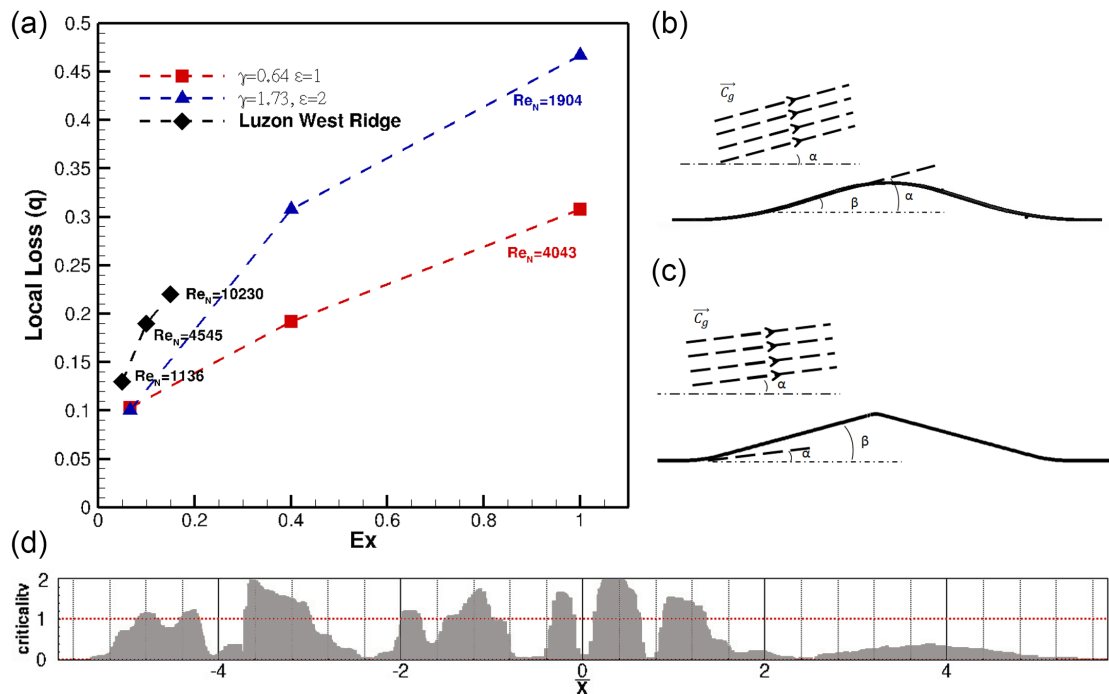 (a)
0.5
0.45
0.4
0.35
0.3
0.25
0.2
0.15
0.1
0.05
0
Local Loss (q)
γ=0.64 ε=1
γ=1.73, ε=2
Luzon West Ridge
Re_N=1904
Re_N=4043
Re_N=10230
Re_N=4545
Re_N=1136
0 0.2 0.4 0.6 0.8 1
Ex
(b)
C_g
α
β α
(c)
C_g
α
β
α
(d)
2
1
0
criticality
-4 -2 0 2 4
x